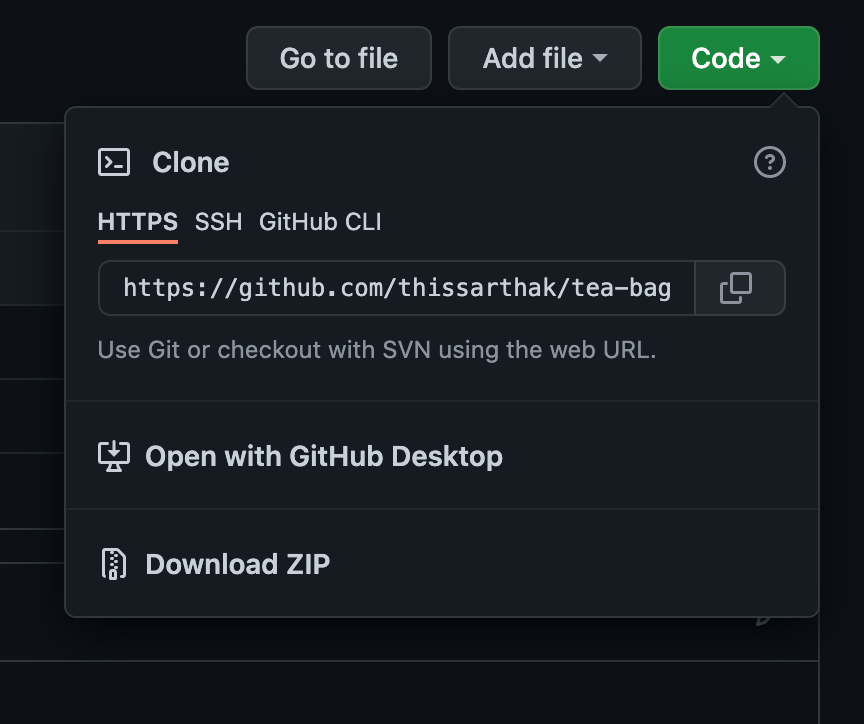 Go to file Add file Code
Clone
HTTPS SSH GitHub CLI
https://github.com/thissarthak/tea-bag
Use Git or checkout with SVN using the web URL.
Open with GitHub Desktop
Download ZIP